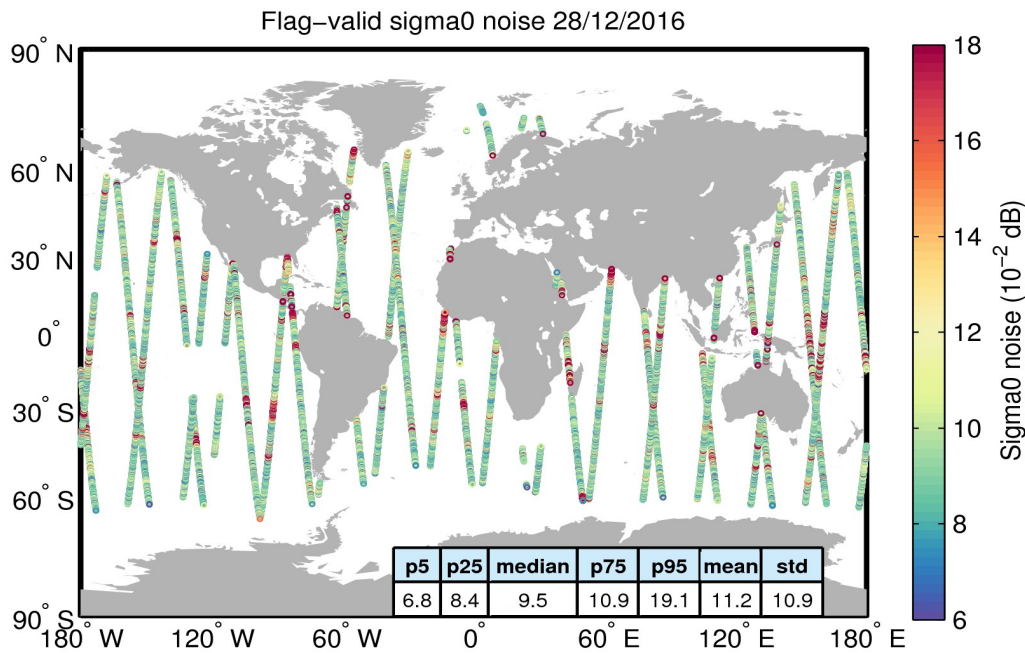 Flag−valid sigma0 noise 28/12/2016
90° N
60° N
30° N
0°
30° S
60° S
90° S
180° W
120° W
60° W
0°
60° E
120° E
180° E
p5 p25 median p75 p95 mean std
6.8 8.4 9.5 10.9 19.1 11.2 10.9
18
16
14
12
10
8
6
Sigma0 noise (10⁻² dB)